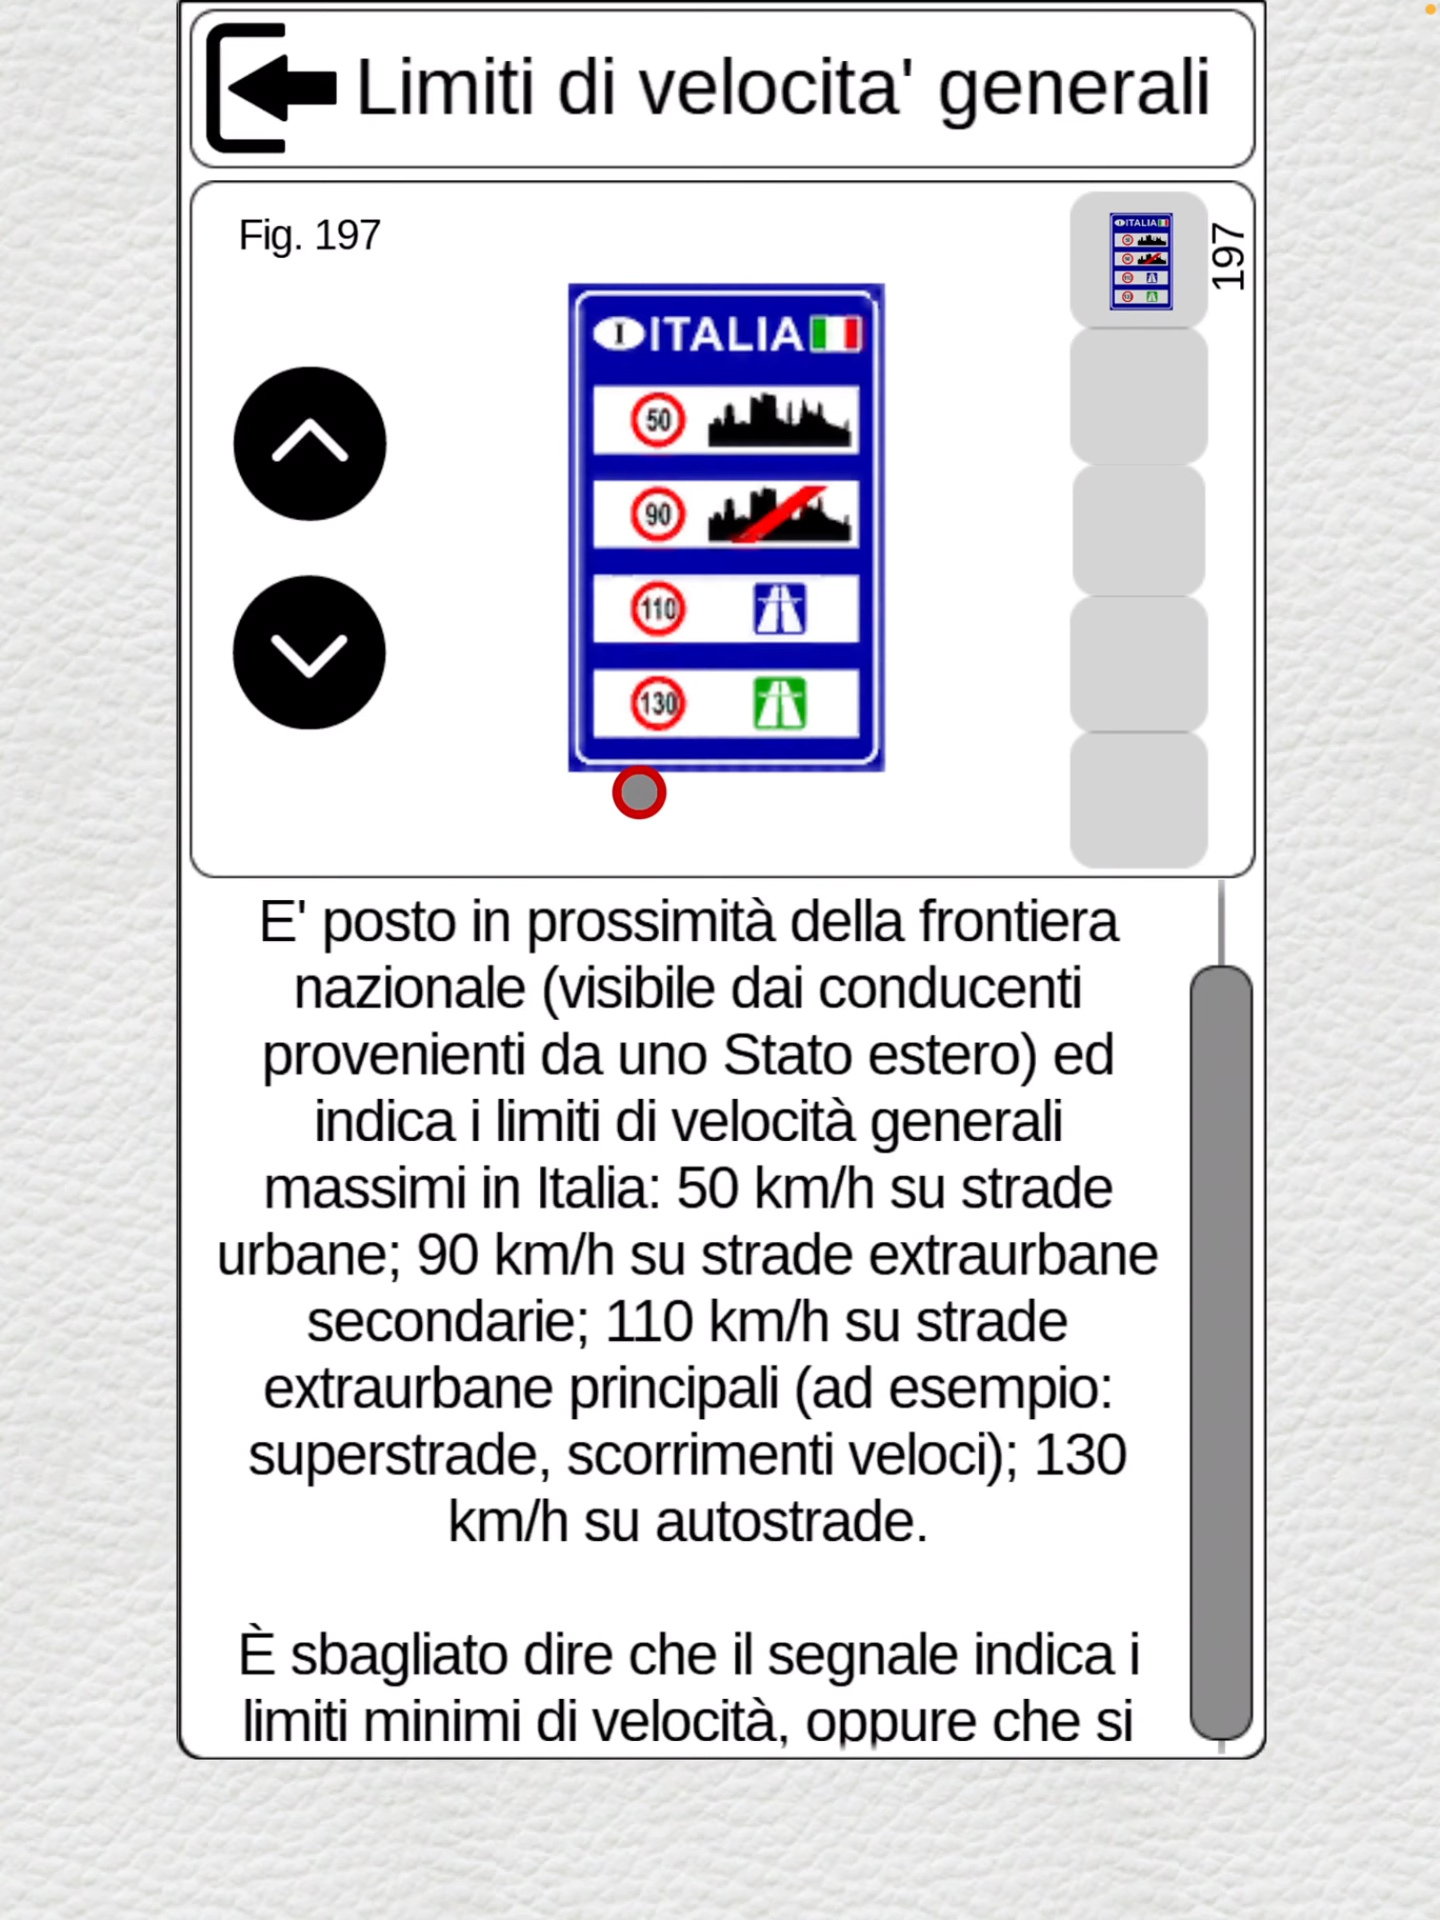 Limiti di velocita' generali
Fig. 197
197
I ITALIA
50
90
110
130
E' posto in prossimità della frontiera
nazionale (visibile dai conducenti
provenienti da uno Stato estero) ed
indica i limiti di velocità generali
massimi in Italia: 50 km/h su strade
urbane; 90 km/h su strade extraurbane
secondarie; 110 km/h su strade
extraurbane principali (ad esempio:
superstrade, scorrimenti veloci); 130
km/h su autostrade.
È sbagliato dire che il segnale indica i
limiti minimi di velocità, oppure che si